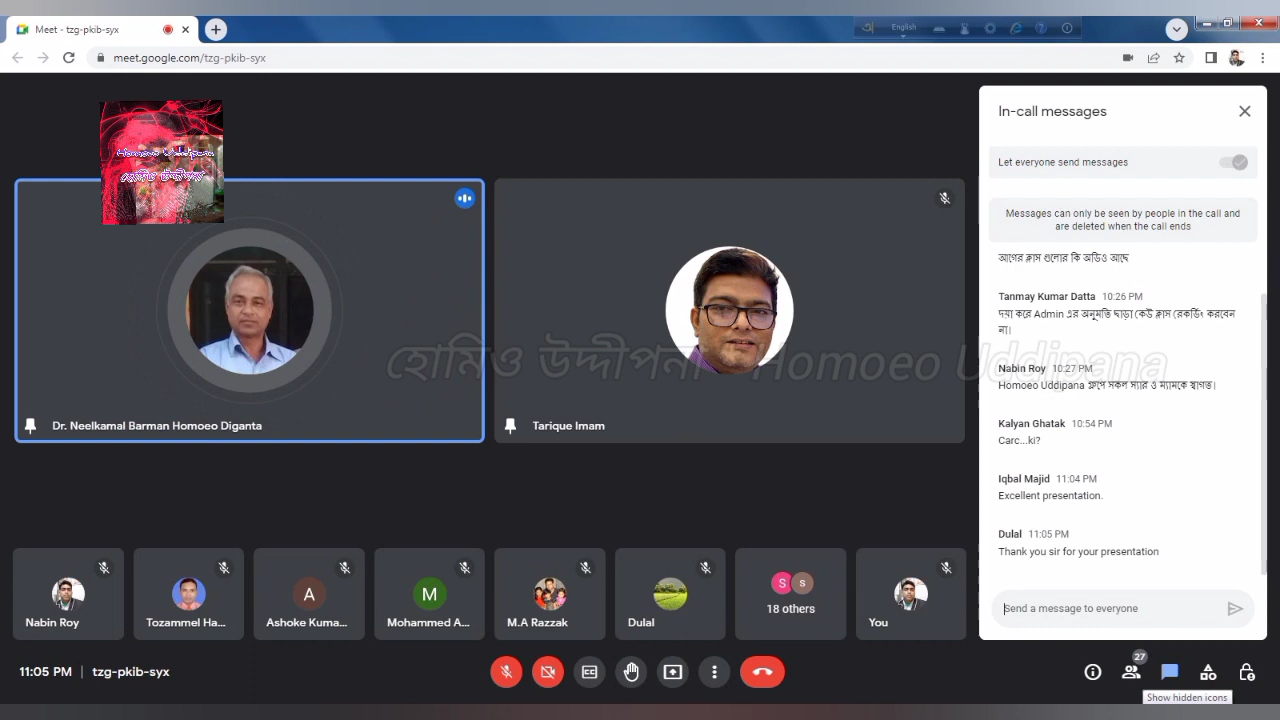 Meet - tzg-pkib-syx
English
meet.google.com/tzg-pkib-syx
Homoeo Uddipana
হোমিও উদ্দীপনা
In-call messages
Let everyone send messages
Messages can only be seen by people in the call and
are deleted when the call ends
আগের ক্লাস গুলোর কি অডিও আছে
Tanmay Kumar Datta 10:26 PM
দয়া করে Admin এর অনুমতি ছাড়া কেউ ক্লাস রেকর্ডিং করবেন
না।
হোমিও উদ্দীপনা Homoeo Uddipana
Nabin Roy 10:27 PM
Homoeo Uddipana গ্রুপে সকল স্যার ও ম্যামকে স্বাগত।
Dr. Neelkamal Barman Homoeo Diganta
Tarique Imam
Kalyan Ghatak 10:54 PM
Carc...ki?
Iqbal Majid 11:04 PM
Excellent presentation.
Dulal 11:05 PM
Thank you sir for your presentation
Send a message to everyone
A
M
S
s
18 others
Nabin Roy
Tozammel Ha...
Ashoke Kuma...
Mohammed A...
M.A Razzak
Dulal
You
11:05 PM | tzg-pkib-syx
27
Show hidden icons